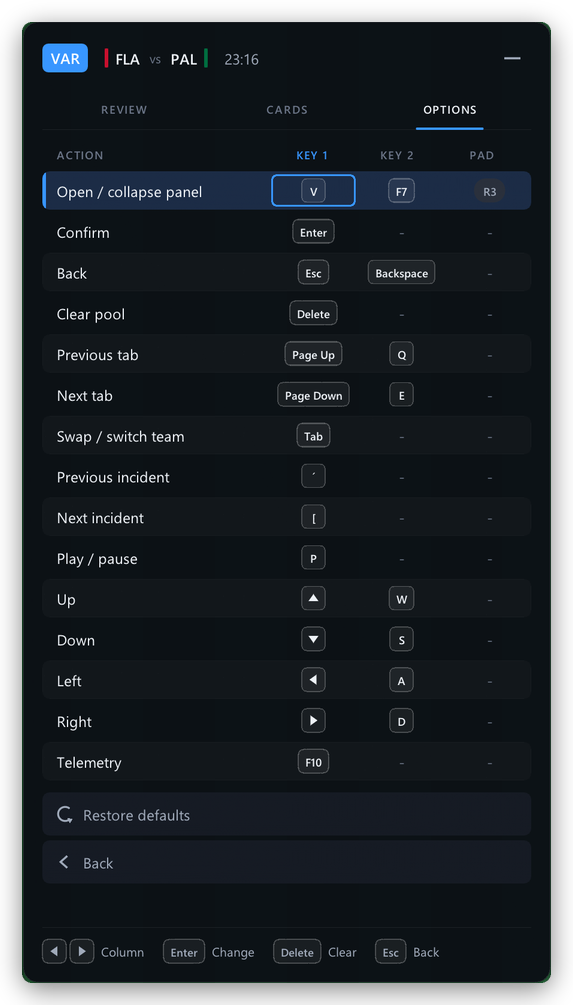 VAR FLA vs PAL 23:16
REVIEW CARDS OPTIONS
ACTION KEY 1 KEY 2 PAD
Open / collapse panel V F7 R3
Confirm Enter - -
Back Esc Backspace -
Clear pool Delete - -
Previous tab Page Up Q -
Next tab Page Down E -
Swap / switch team Tab - -
Previous incident ´ - -
Next incident [ - -
Play / pause P - -
Up ▲ W -
Down ▼ S -
Left ◀ A -
Right ▶ D -
Telemetry F10 - -
Restore defaults
Back
◀ ▶ Column Enter Change Delete Clear Esc Back